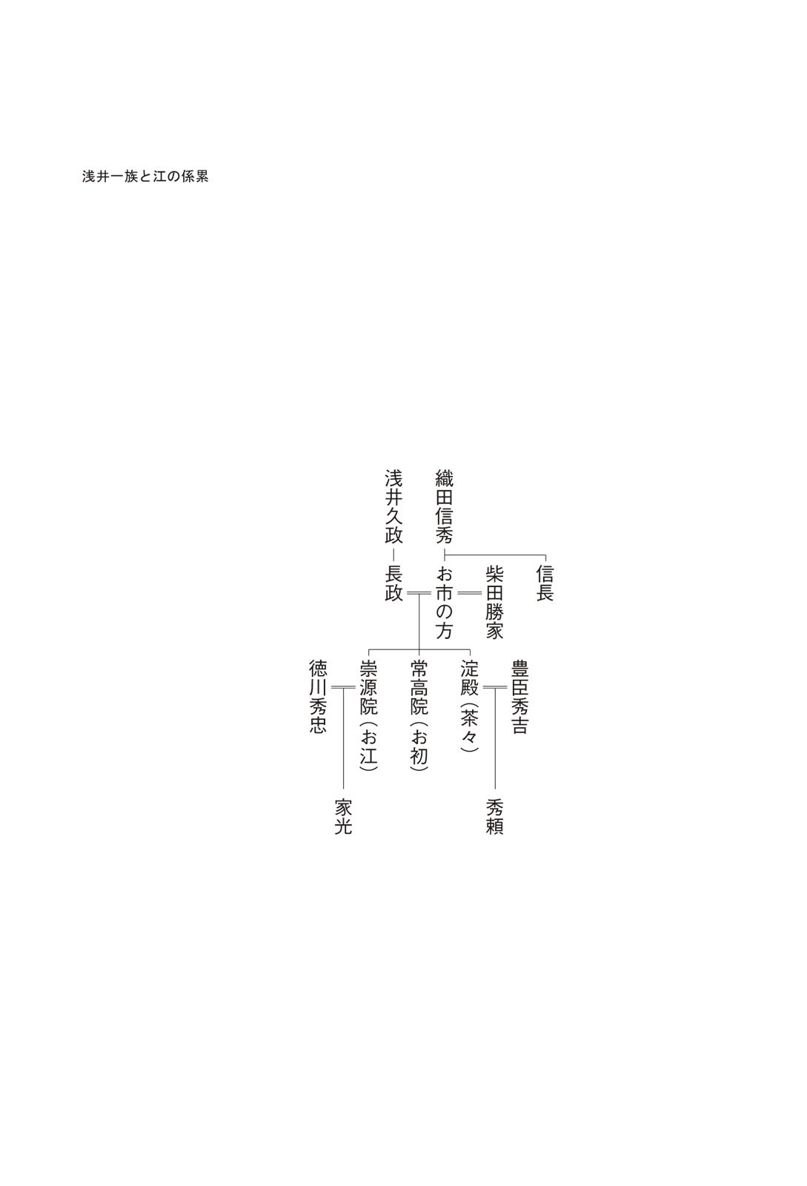 浅井一族と江の係累
信長
織田信秀
浅井久政
柴田勝家
お市の方
長政
豊臣秀吉
淀殿（茶々）
常高院（お初）
崇源院（お江）
徳川秀忠
秀頼
家光